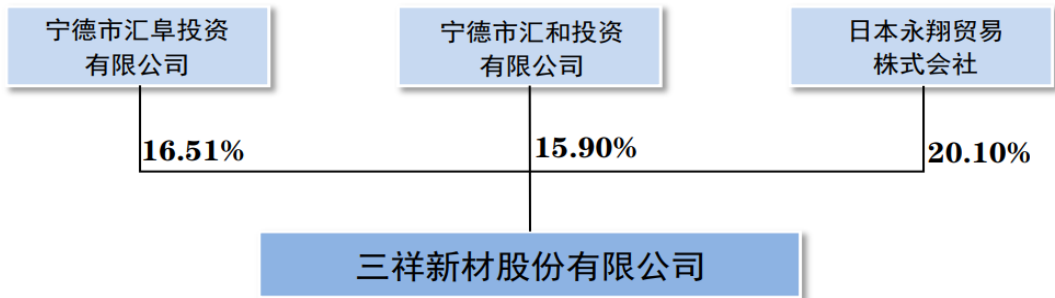 宁德市汇阜投资
有限公司
宁德市汇和投资
有限公司
日本永翔贸易
株式会社
16.51%
15.90%
20.10%
三祥新材股份有限公司